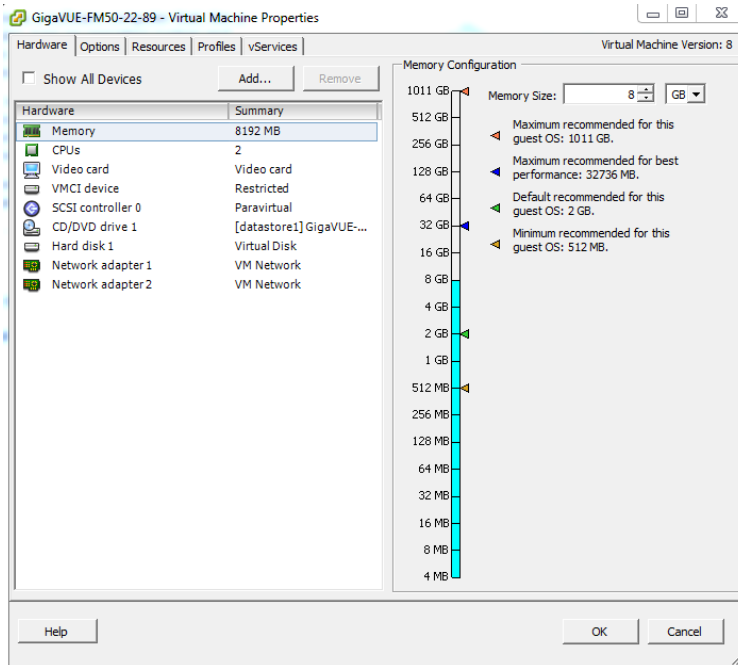 GigaVUE-FM50-22-89 - Virtual Machine Properties
Hardware Options Resources Profiles vServices
Virtual Machine Version: 8
Show All Devices
Add...
Remove
Hardware Summary
Memory 8192 MB
CPUs 2
Video card Video card
VMCI device Restricted
SCSI controller 0 Paravirtual
CD/DVD drive 1 [datastore1] GigaVUE-...
Hard disk 1 Virtual Disk
Network adapter 1 VM Network
Network adapter 2 VM Network
Memory Configuration
Memory Size: 8 GB
1011 GB
512 GB
256 GB
128 GB
64 GB
32 GB
16 GB
8 GB
4 GB
2 GB
1 GB
512 MB
256 MB
128 MB
64 MB
32 MB
16 MB
8 MB
4 MB
Maximum recommended for this
guest OS: 1011 GB.
Maximum recommended for best
performance: 32736 MB.
Default recommended for this
guest OS: 2 GB.
Minimum recommended for this
guest OS: 512 MB.
Help
OK
Cancel